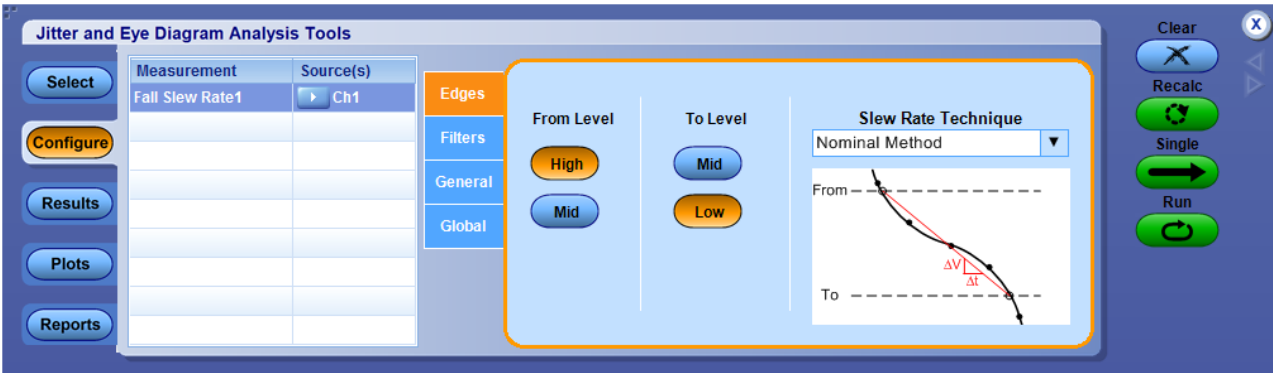 Jitter and Eye Diagram Analysis Tools
Select
Configure
Results
Plots
Reports
Measurement Source(s)
Fall Slew Rate1 Ch1
Edges
Filters
General
Global
From Level
High
Mid
To Level
Mid
Low
Slew Rate Technique
Nominal Method
From
ΔV
Δt
To
Clear
X
Recalc
Single
Run